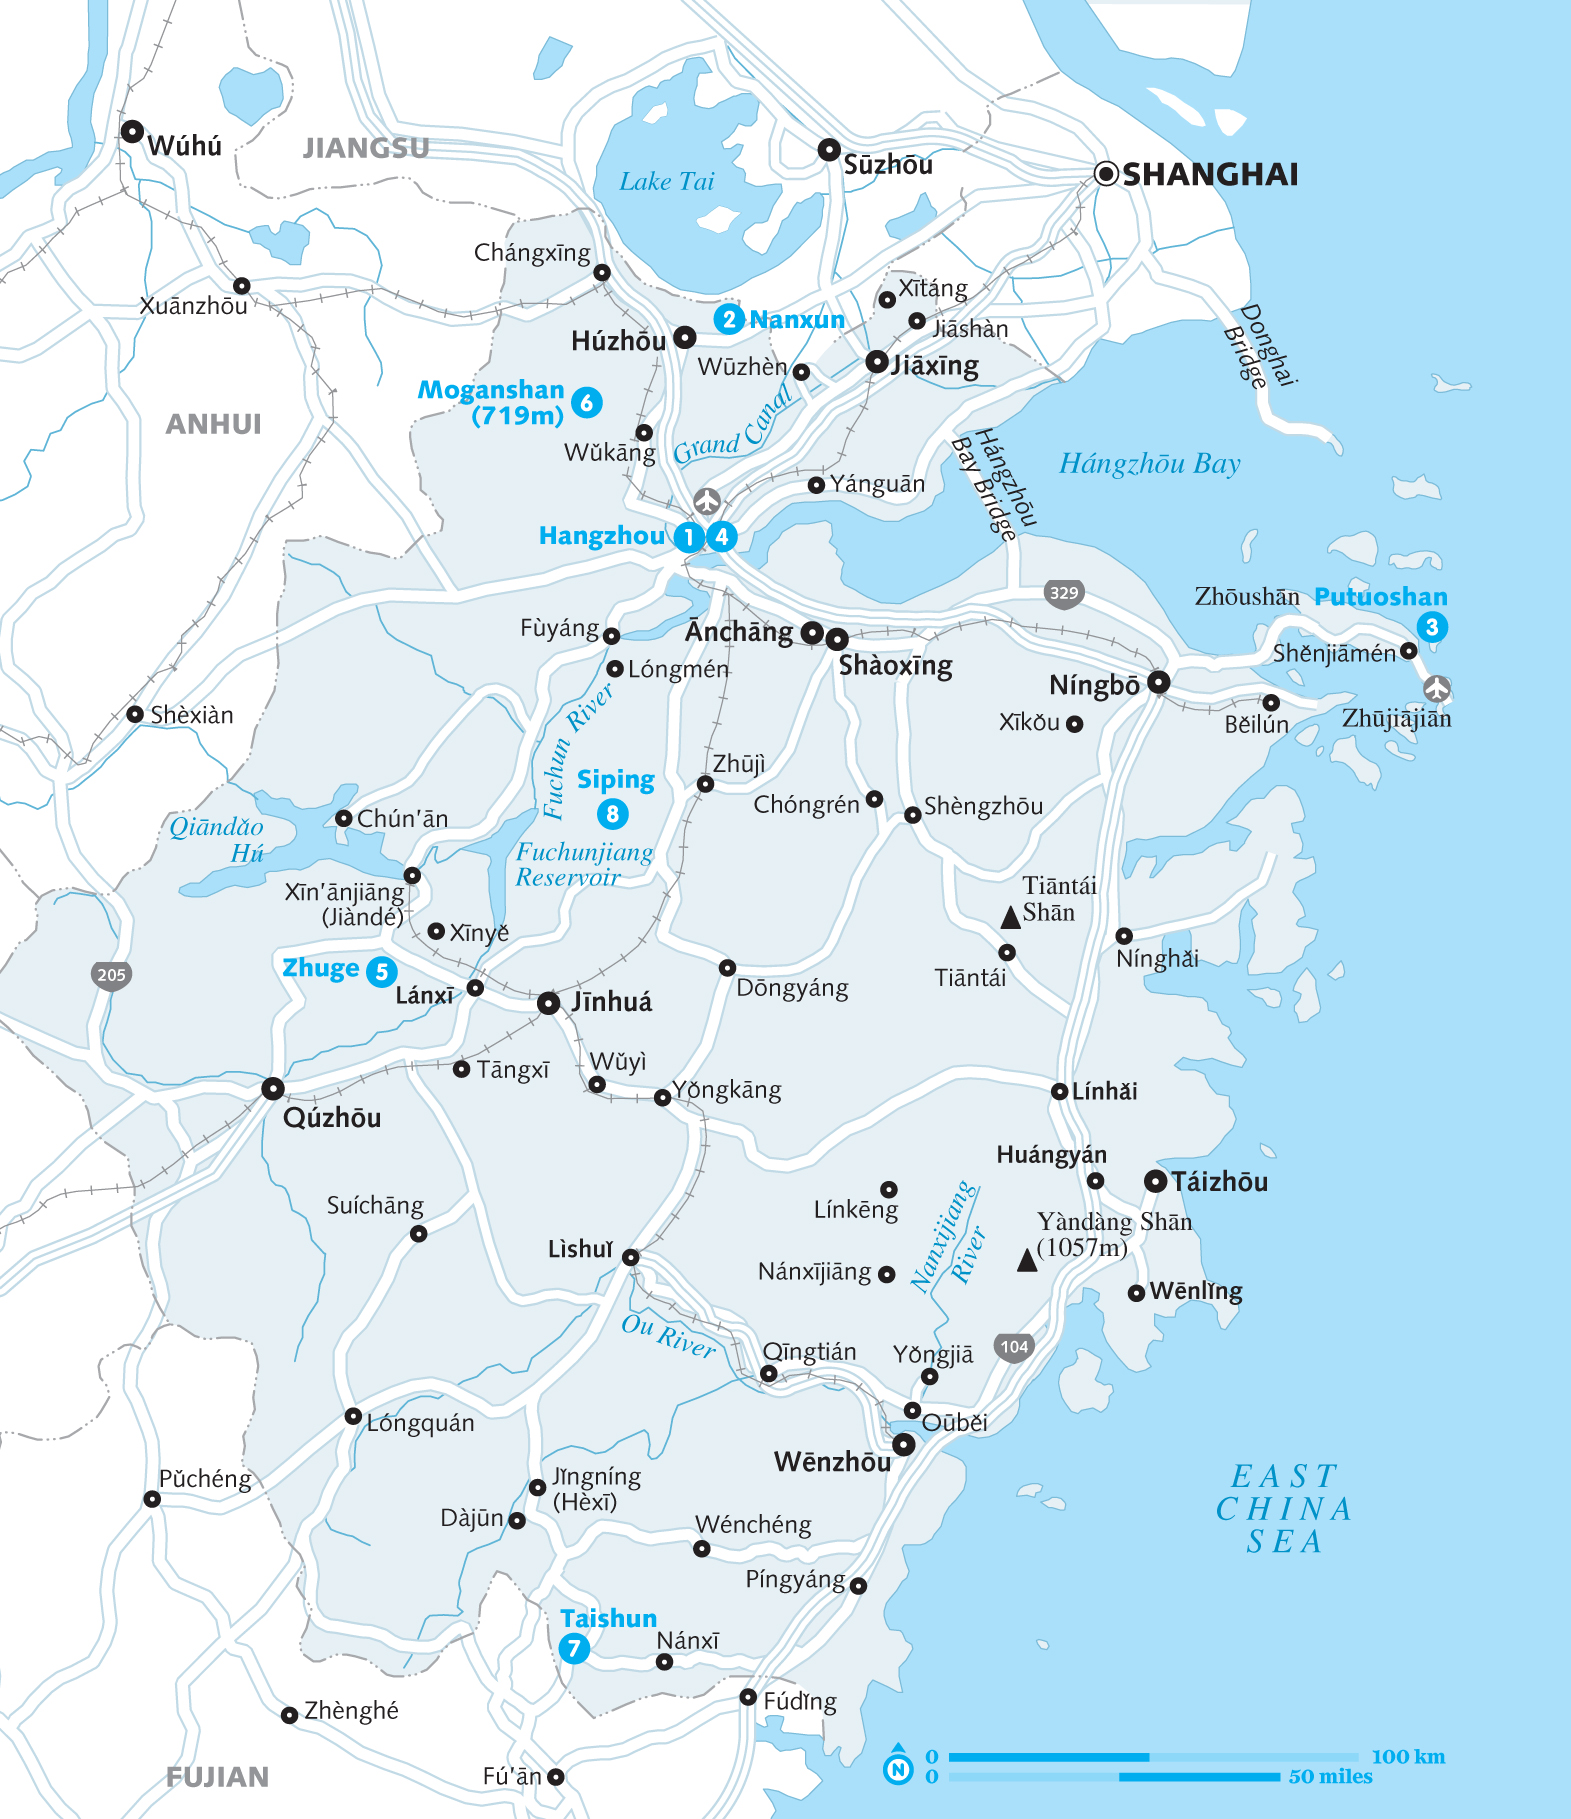 Wúhú
JIANGSU
Sūzhōu
SHANGHAI
Lake Tai
Chángxīng
Xuānzhōu
Xītáng
2 Nanxun
Jiāshàn
Húzhōu
Wūzhèn
Jiāxīng
Donghai
Bridge
Moganshan
(719m)
6
ANHUI
Grand Canal
Wǔkāng
Yánguān
Hángzhōu
Bay Bridge
Hángzhōu Bay
Hangzhou
1
4
329
Zhōushān
Putuoshan
3
Fùyáng
Ānchāng
Shàoxīng
Shěnjiāmén
Lóngmén
Níngbō
Shèxiàn
Xīkǒu
Běilún
Zhūjiājiān
Fuchun River
Siping
8
Zhūjì
Chóngrén
Shèngzhōu
Chún'ān
Qiāndǎo
Hú
Fuchunjiang
Reservoir
Xīn'ānjiāng
(Jiàndé)
Tiāntái
Shān
Xīnyě
Zhuge 5
205
Lánxī
Jīnhuá
Dōngyáng
Tiāntái
Nínghǎi
Tāngxī
Wǔyì
Yǒngkāng
Línhǎi
Qúzhōu
Huángyán
Táizhōu
Suíchāng
Línkēng
Nanxijiang
River
Yàndàng Shān
(1057m)
Lìshuǐ
Nánxījiāng
Wēnlǐng
Ou River
Qīngtián
Yǒngjiā
104
Lóngquán
Oūběi
Wēnzhōu
Pǔchéng
Jǐngníng
(Hèxī)
Dàjūn
EAST
CHINA
SEA
Wénchéng
Píngyáng
Taishun
7
Nánxī
Zhènghé
Fúdǐng
FUJIAN
Fú'ān
N
0
100 km
0
50 miles